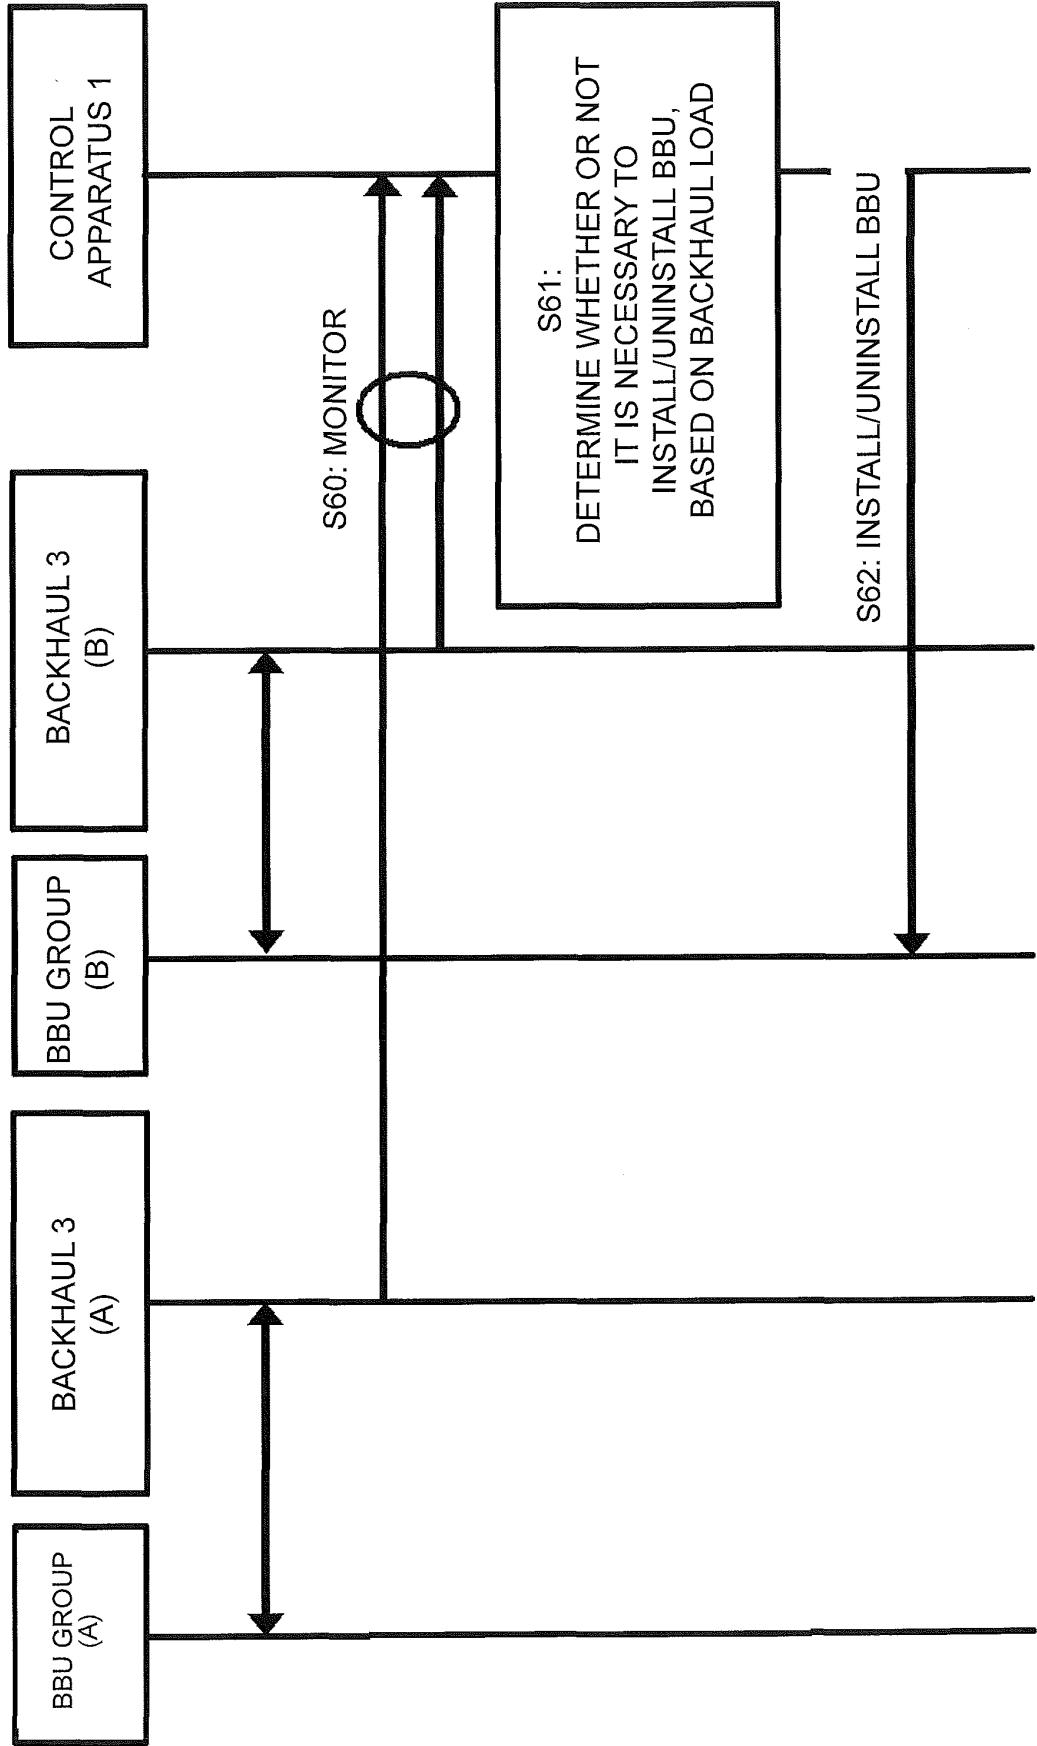 BBU GROUP
(A)
BACKHAUL 3
(A)
BBU GROUP
(B)
BACKHAUL 3
(B)
CONTROL
APPARATUS 1
S60: MONITOR
S61:
DETERMINE WHETHER OR NOT
IT IS NECESSARY TO
INSTALL/UNINSTALL BBU,
BASED ON BACKHAUL LOAD
S62: INSTALL/UNINSTALL BBU